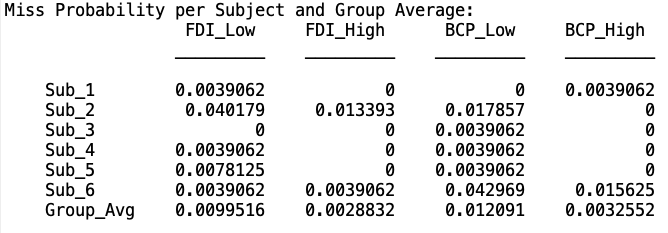 Miss Probability per Subject and Group Average:
FDI_Low FDI_High BCP_Low BCP_High
Sub_1 0.0039062 0 0 0.0039062
Sub_2 0.040179 0.013393 0.017857 0
Sub_3 0 0 0.0039062 0
Sub_4 0.0039062 0 0.0039062 0
Sub_5 0.0078125 0 0.0039062 0
Sub_6 0.0039062 0.0039062 0.042969 0.015625
Group_Avg 0.0099516 0.0028832 0.012091 0.0032552